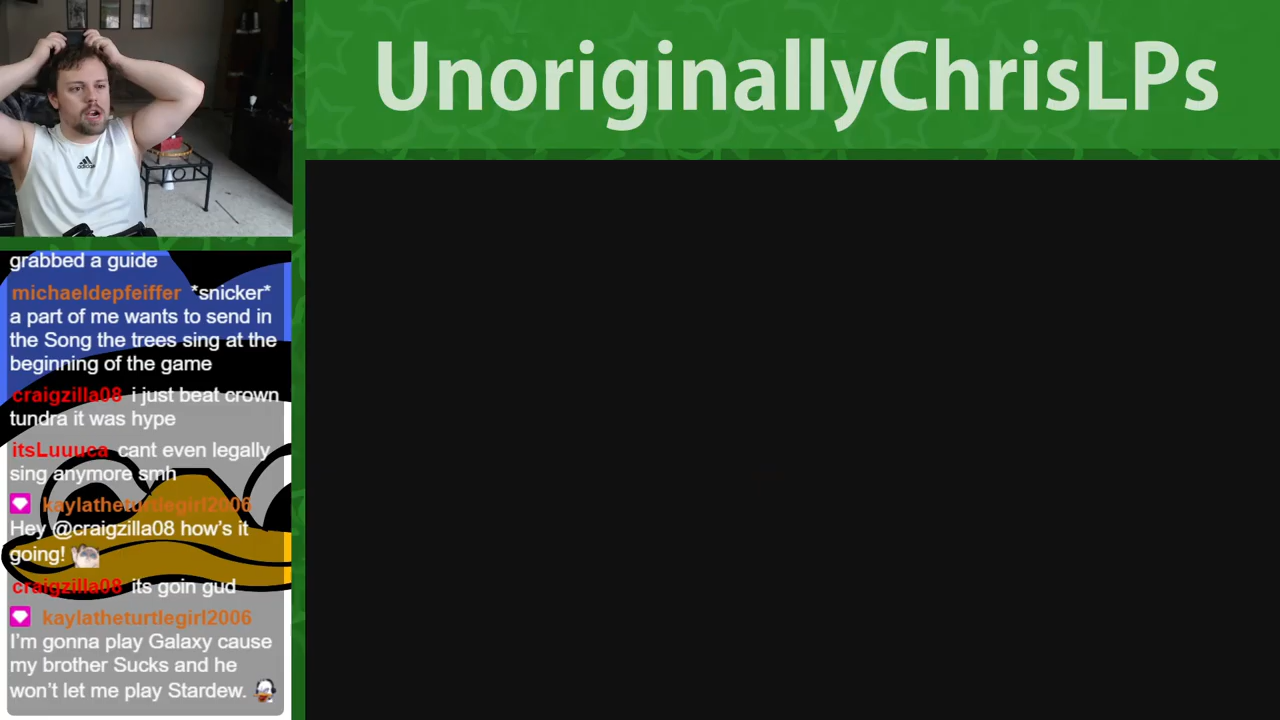 UnoriginallyChrisLPs
adidas
grabbed a guide
michaeldepfeiffer *snicker*
a part of me wants to send in
the Song the trees sing at the
beginning of the game
craigzilla08 i just beat crown
tundra it was hype
itsLuuuca cant even legally
sing anymore smh
kaylatheturtlegirl2006
Hey @craigzilla08 how's it
going!
craigzilla08 its goin gud
kaylatheturtlegirl2006
I'm gonna play Galaxy cause
my brother Sucks and he
won't let me play Stardew.